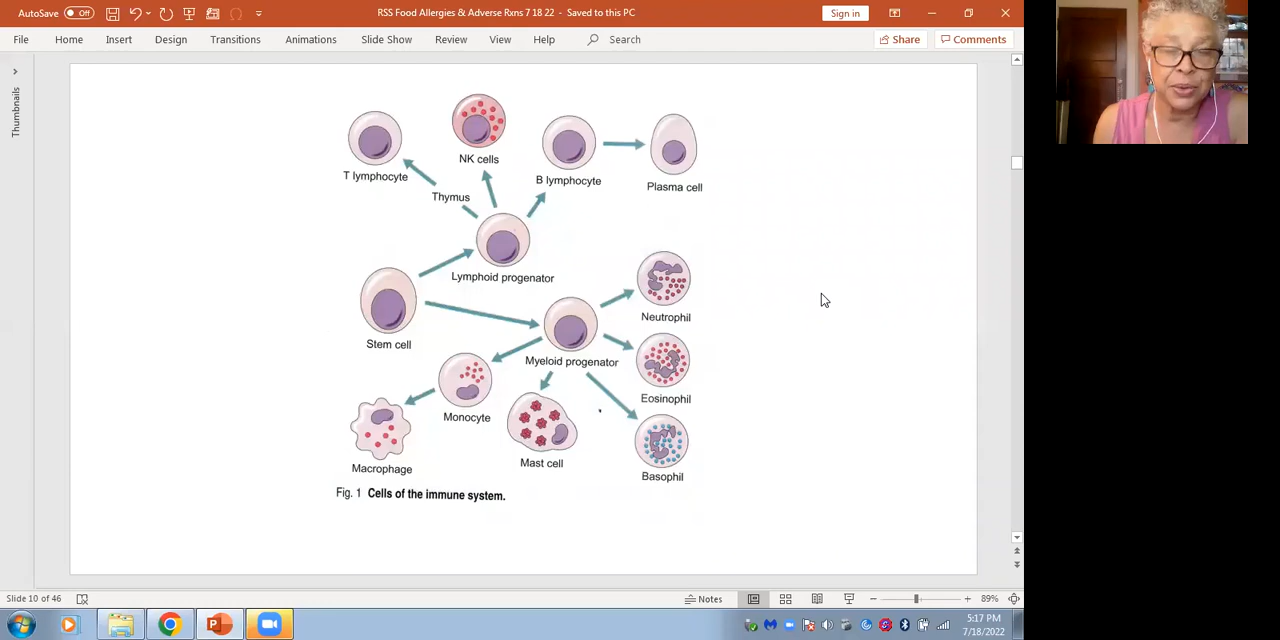 AutoSave Off RSS Food Allergies & Adverse Rxns 7 18 22 - Saved to this PC Sign in
File Home Insert Design Transitions Animations Slide Show Review View Help Search Share Comments
Thumbnails
T lymphocyte
NK cells
B lymphocyte
Plasma cell
Thymus
Lymphoid progenator
Stem cell
Neutrophil
Myeloid progenator
Eosinophil
Monocyte
Macrophage
Mast cell
Basophil
Fig. 1 Cells of the immune system.
Slide 10 of 46 Notes 89%
5:17 PM
7/18/2022